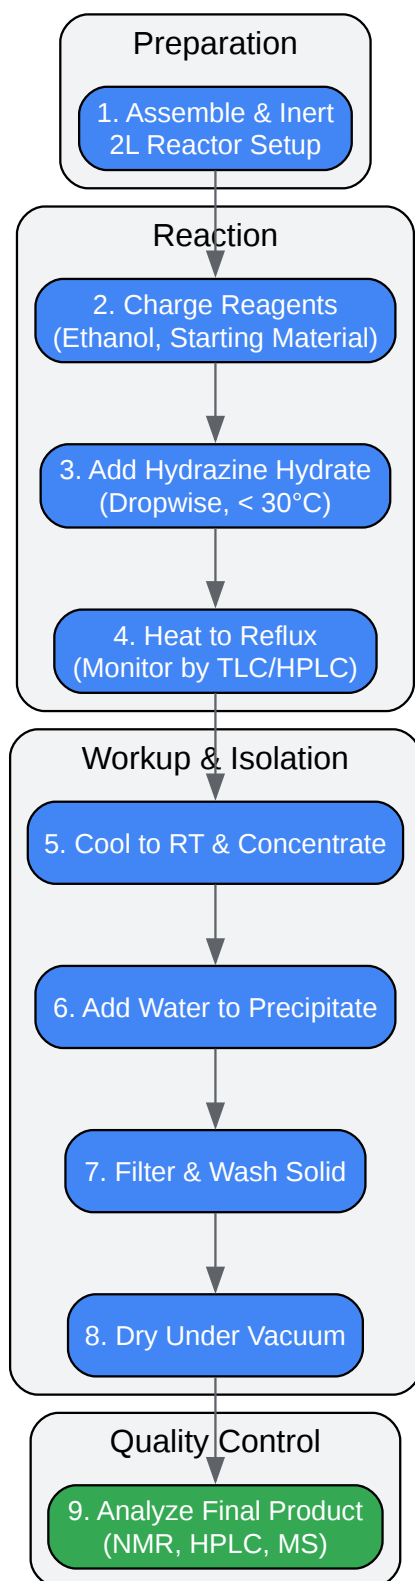 Preparation
1. Assemble & Inert
2L Reactor Setup
Reaction
2. Charge Reagents
(Ethanol, Starting Material)
3. Add Hydrazine Hydrate
(Dropwise, < 30°C)
4. Heat to Reflux
(Monitor by TLC/HPLC)
Workup & Isolation
5. Cool to RT & Concentrate
6. Add Water to Precipitate
7. Filter & Wash Solid
8. Dry Under Vacuum
Quality Control
9. Analyze Final Product
(NMR, HPLC, MS)